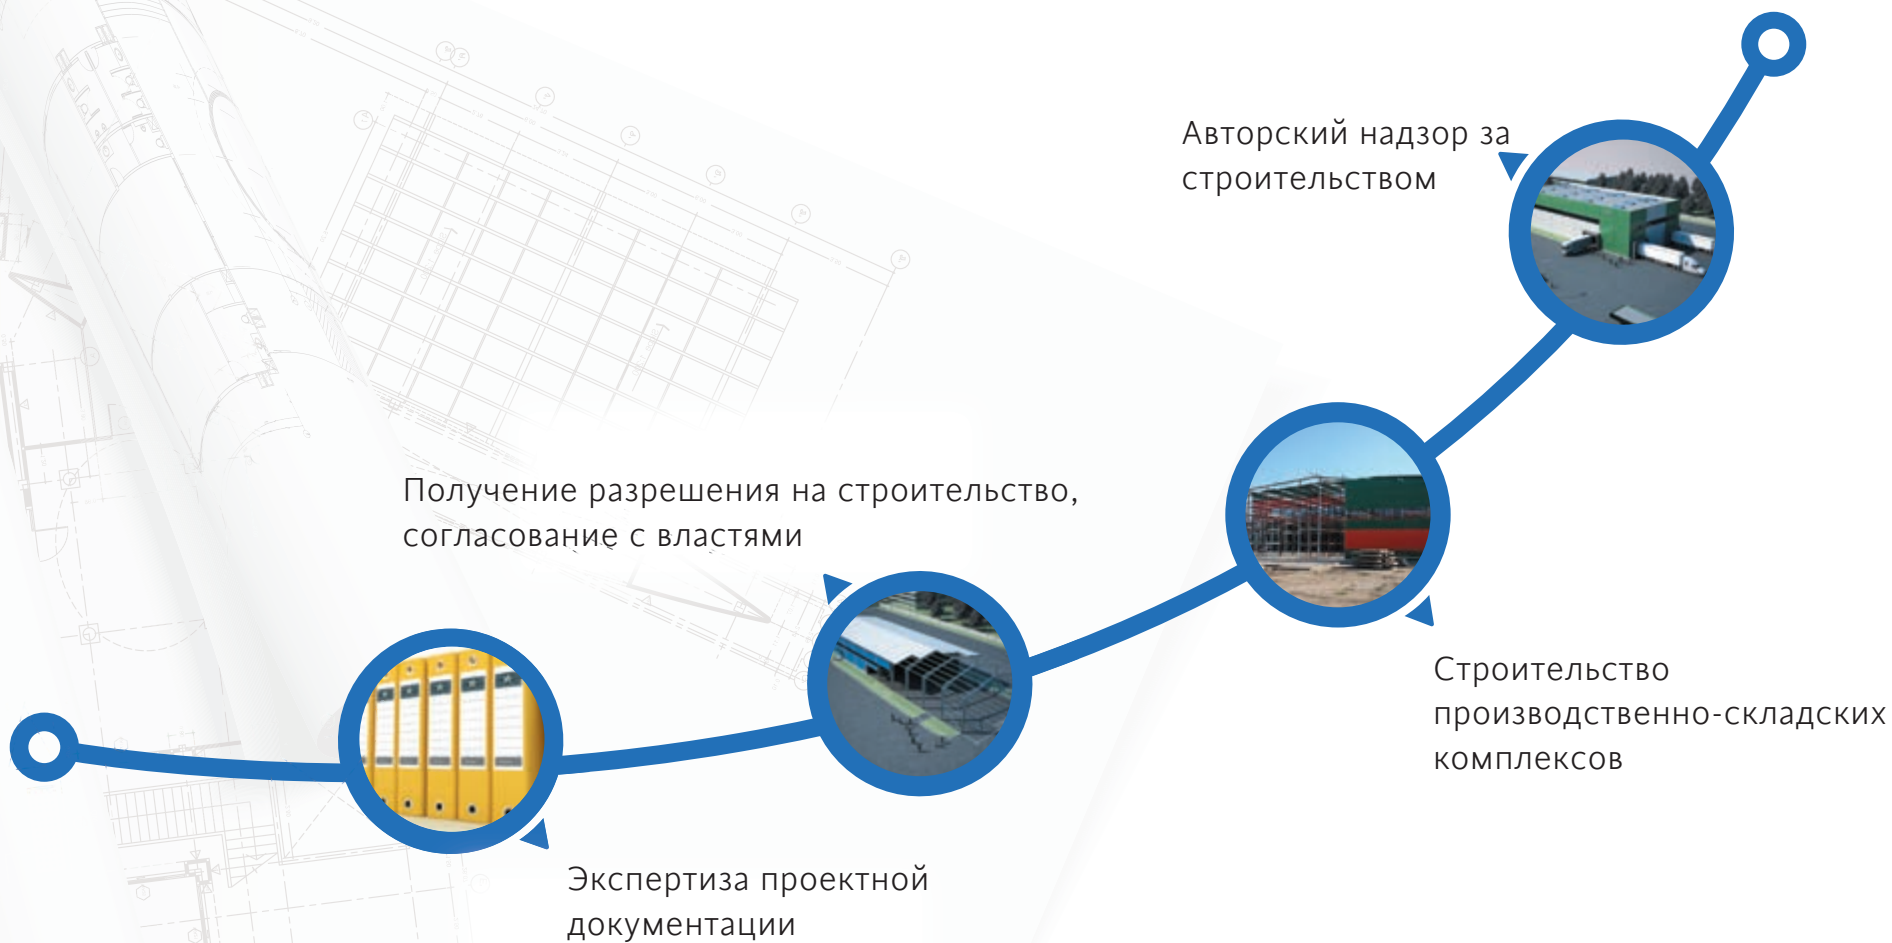 Авторский надзор за
строительством
Получение разрешения на строительство,
согласование с властями
Строительство
производственно-складских
комплексов
Экспертиза проектной
документации